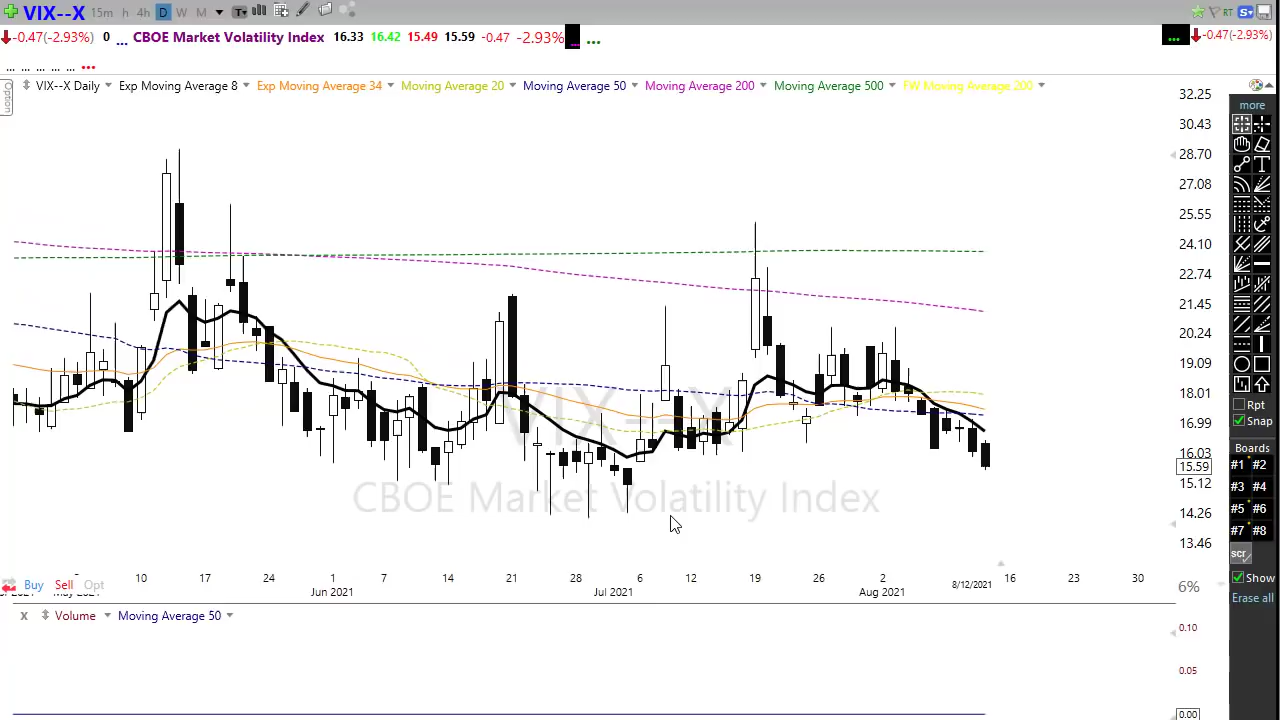 VIX--X 15m h 4h D W M T RT S
-0.47(-2.93%) 0 ... CBOE Market Volatility Index 16.33 16.42 15.49 15.59 -0.47 -2.93% ... ... -0.47(-2.93%)
... ... ... ... ... ...
Option
VIX--X Daily Exp Moving Average 8 Exp Moving Average 34 Moving Average 20 Moving Average 50 Moving Average 200 Moving Average 500 FW Moving Average 200
32.25
30.43
28.70
27.08
25.55
24.10
22.74
21.45
20.24
19.09
18.01
16.99
16.03
15.59
15.12
14.26
13.46
VIX--X
CBOE Market Volatility Index
more
Rpt
Snap
Boards
#1 #2
#3 #4
#5 #6
#7 #8
scr
Show
Erase all
Buy Sell Opt
10 17 24 1 7 14 21 28 6 12 19 26 2 8/12/2021 16 23 30
May 2021 Jun 2021 Jul 2021 Aug 2021
6%
x Volume Moving Average 50
0.10
0.05
0.00